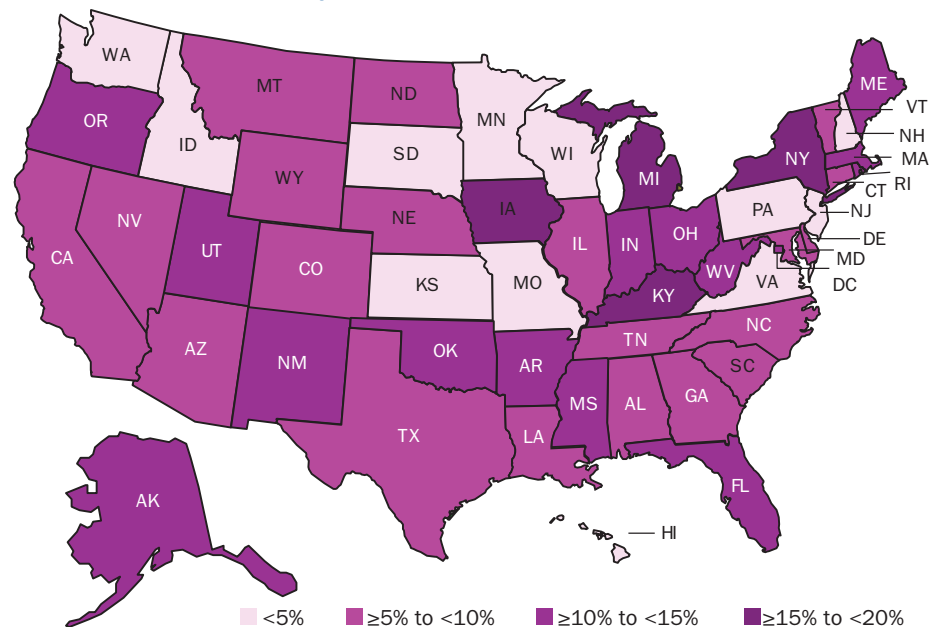 WA
MT
ND
MN
ME
VT
OR
ID
SD
WI
MI
NY
NH
MA
WY
IA
NE
PA
CT
RI
NJ
NV
UT
CO
IL
IN
OH
DE
MD
CA
KS
MO
WV
VA
DC
KY
AZ
NM
OK
AR
TN
NC
SC
TX
LA
MS
AL
GA
FL
AK
HI
<5%
≥5% to <10%
≥10% to <15%
≥15% to <20%